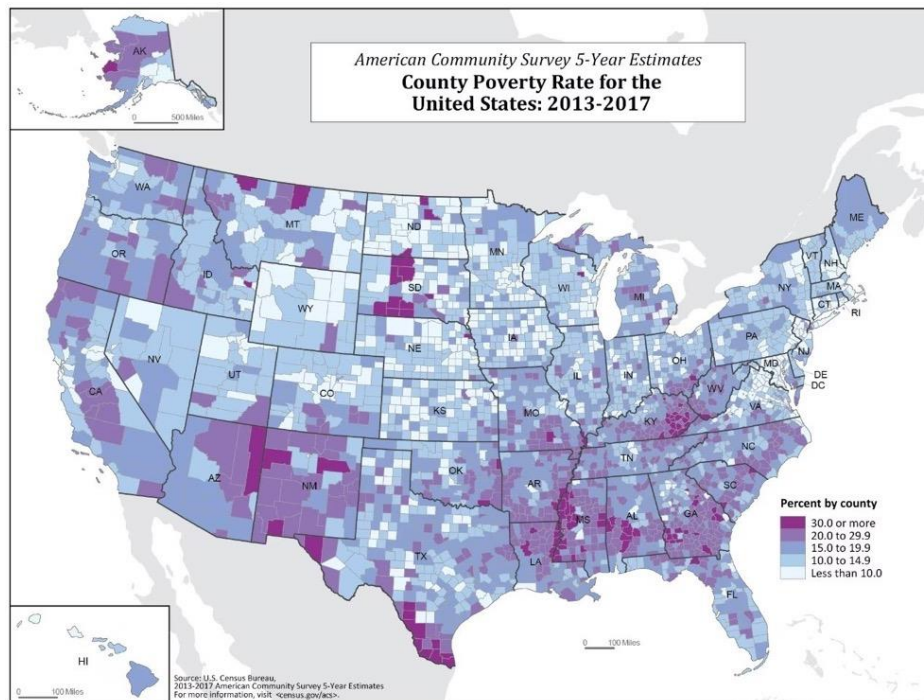 American Community Survey 5-Year Estimates
County Poverty Rate for the
United States: 2013-2017
AK
0 500 Miles
WA
MT
ND
MN
ME
OR
ID
SD
WI
MI
VT
NH
NY
MA
CT
RI
WY
NE
IA
PA
NJ
NV
UT
CO
KS
MO
IL
IN
OH
MD
DE
DC
WV
VA
CA
KY
AZ
NM
OK
AR
TN
NC
SC
TX
LA
MS
AL
GA
FL
Percent by county
30.0 or more
20.0 to 29.9
15.0 to 19.9
10.0 to 14.9
Less than 10.0
HI
0 100 Miles
0 100 Miles
Source: U.S. Census Bureau,
2013-2017 American Community Survey 5-Year Estimates
For more information, visit <census.gov/acs>.